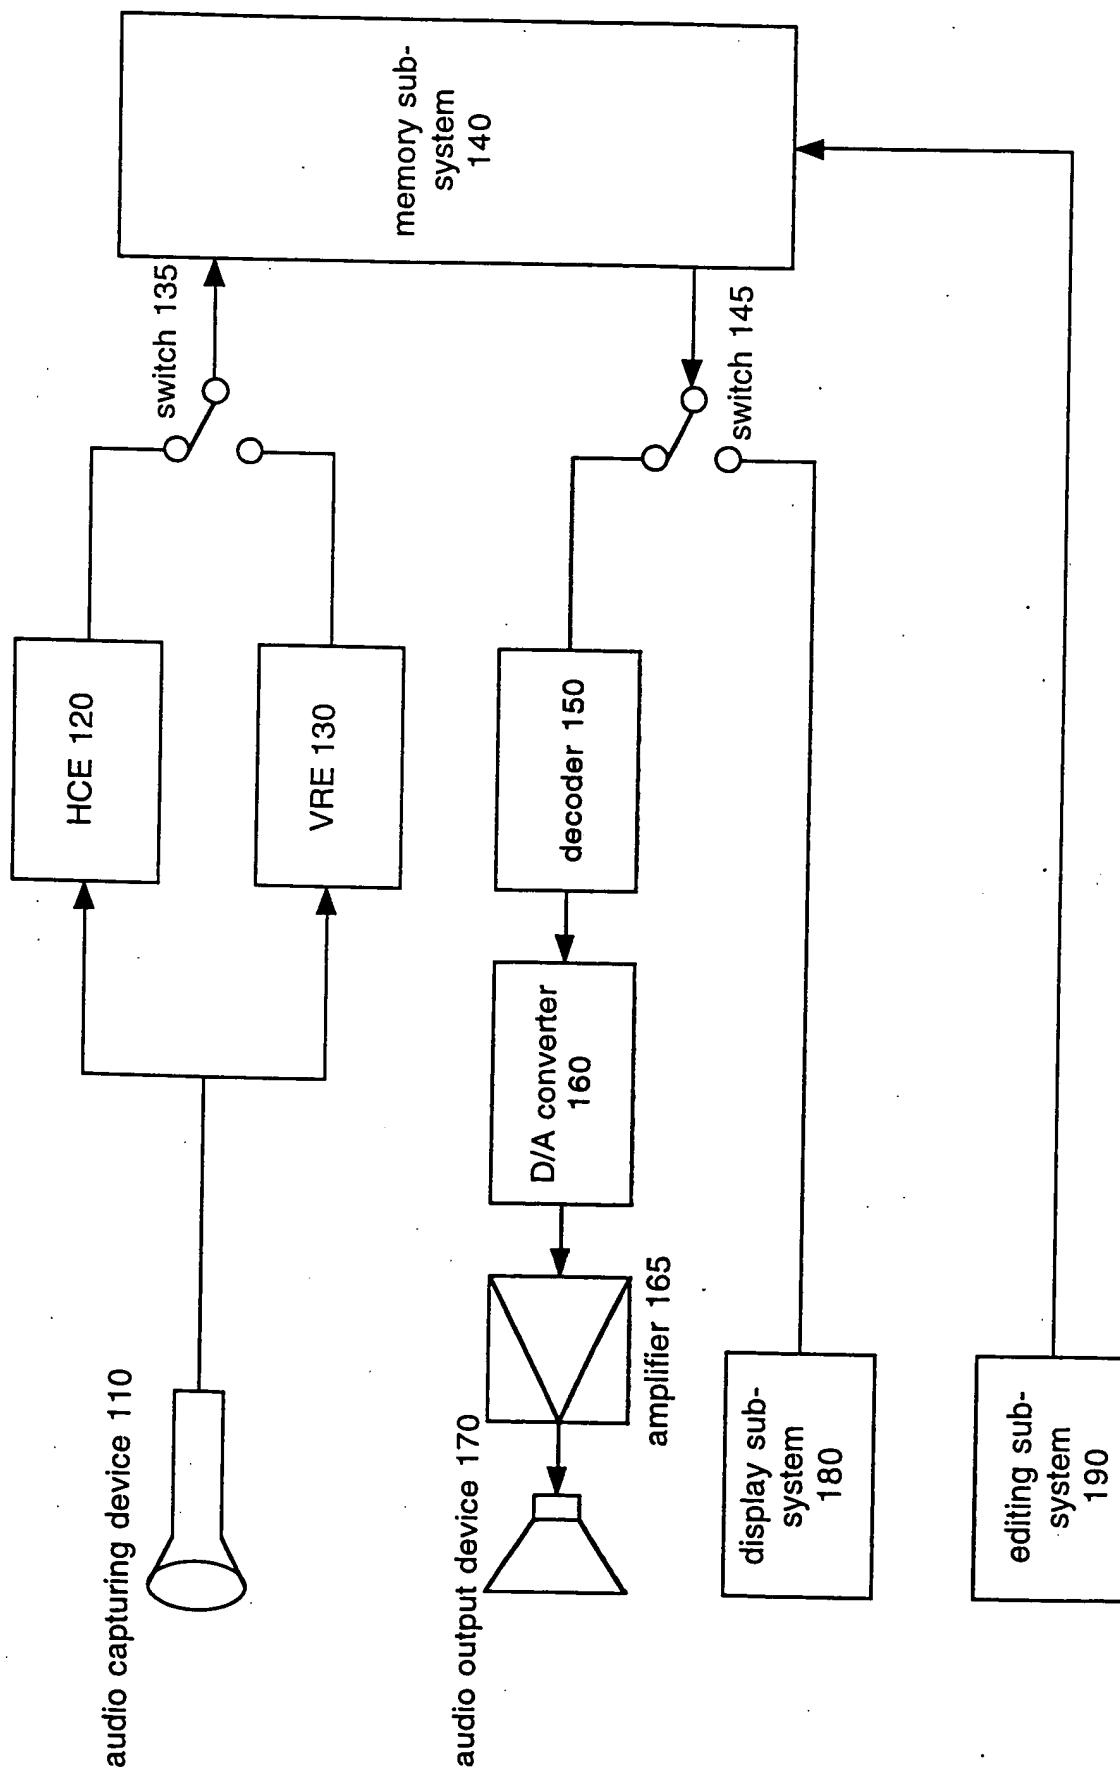 audio capturing device 110
HCE 120
VRE 130
switch 135
memory sub-
system
140
switch 145
decoder 150
D/A converter
160
amplifier 165
audio output device 170
display sub-
system
180
editing sub-
system
190